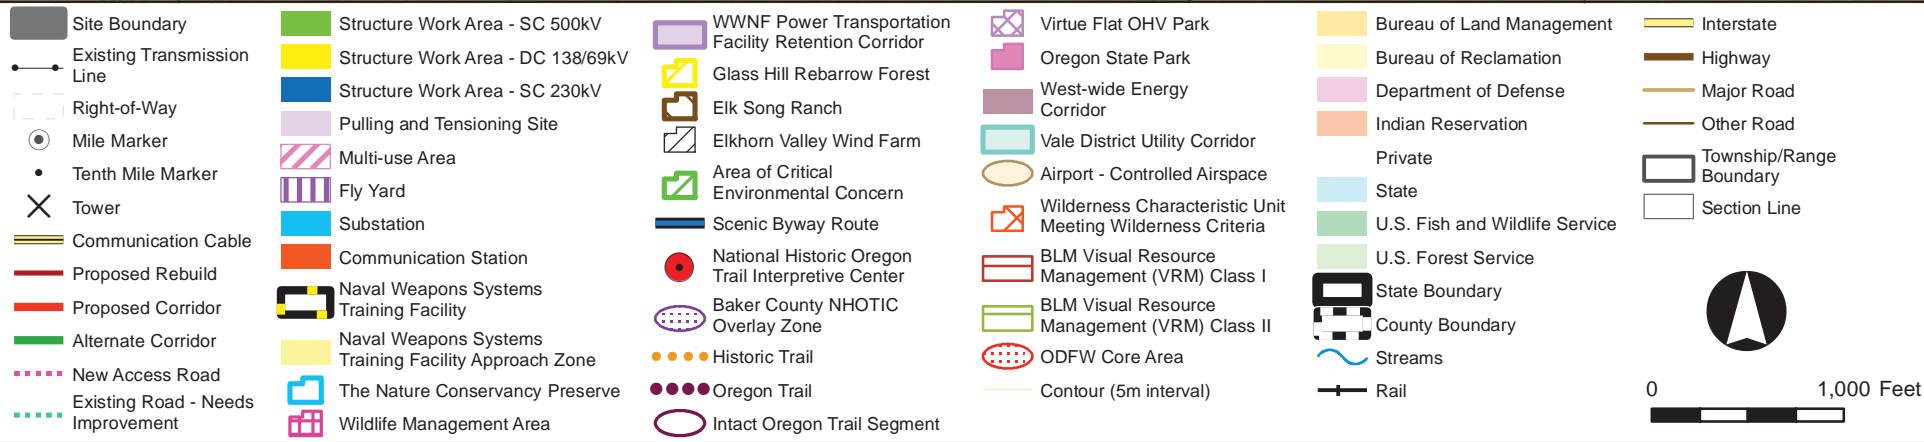 Site Boundary
Existing Transmission
Line
Right-of-Way
Mile Marker
Tenth Mile Marker
Tower
Communication Cable
Proposed Rebuild
Proposed Corridor
Alternate Corridor
New Access Road
Existing Road - Needs
Improvement
Structure Work Area - SC 500kV
Structure Work Area - DC 138/69kV
Structure Work Area - SC 230kV
Pulling and Tensioning Site
Multi-use Area
Fly Yard
Substation
Communication Station
Naval Weapons Systems
Training Facility
Naval Weapons Systems
Training Facility Approach Zone
The Nature Conservancy Preserve
Wildlife Management Area
WWNF Power Transportation
Facility Retention Corridor
Glass Hill Rebarrow Forest
Elk Song Ranch
Elkhorn Valley Wind Farm
Area of Critical
Environmental Concern
Scenic Byway Route
National Historic Oregon
Trail Interpretive Center
Baker County NHOTIC
Overlay Zone
Historic Trail
Oregon Trail
Intact Oregon Trail Segment
Virtue Flat OHV Park
Oregon State Park
West-wide Energy
Corridor
Vale District Utility Corridor
Airport - Controlled Airspace
Wilderness Characteristic Unit
Meeting Wilderness Criteria
BLM Visual Resource
Management (VRM) Class I
BLM Visual Resource
Management (VRM) Class II
ODFW Core Area
Contour (5m interval)
Bureau of Land Management
Bureau of Reclamation
Department of Defense
Indian Reservation
Private
State
U.S. Fish and Wildlife Service
U.S. Forest Service
State Boundary
County Boundary
Streams
Rail
Interstate
Highway
Major Road
Other Road
Township/Range
Boundary
Section Line
0 1,000 Feet